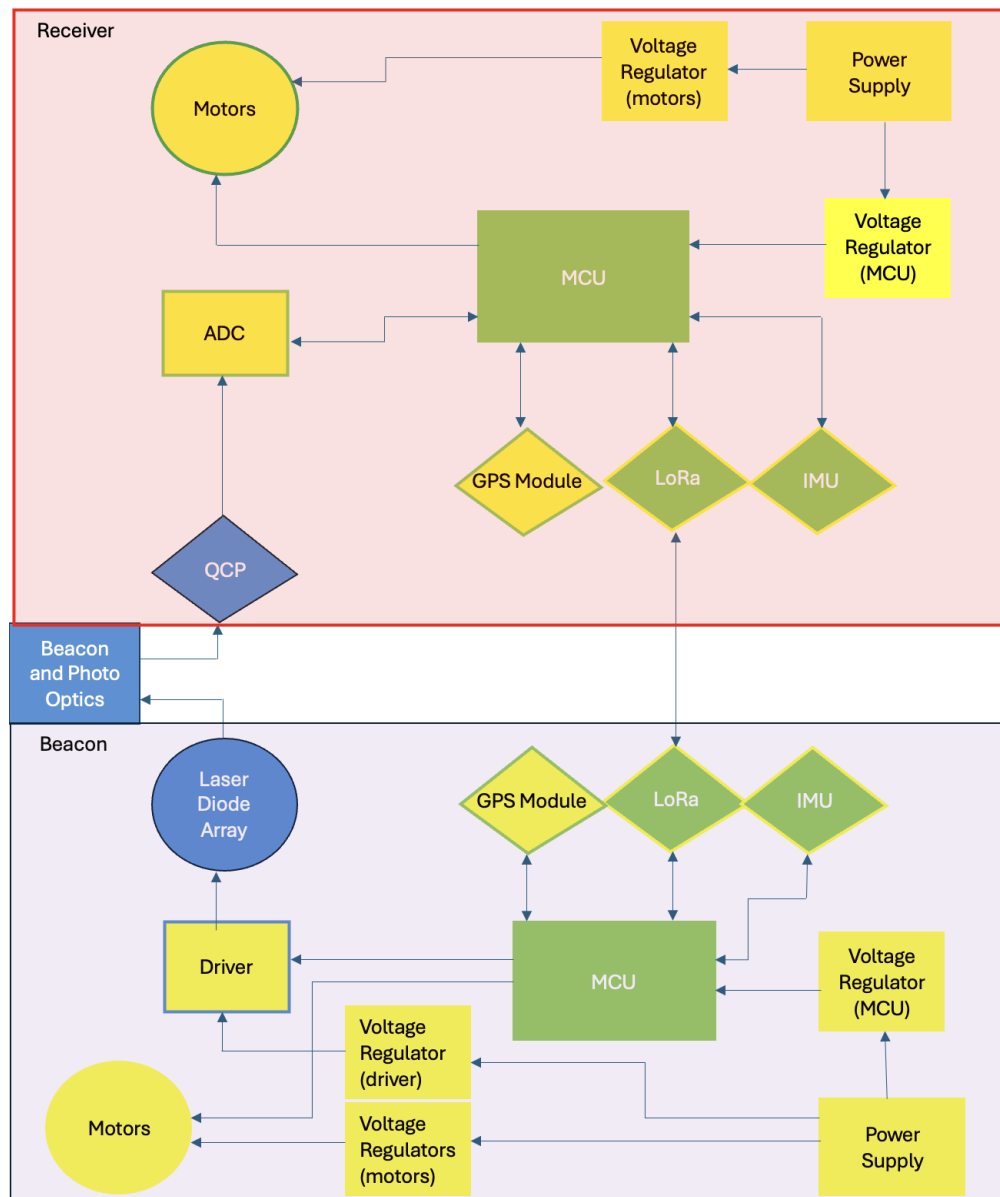 Receiver
Motors
Voltage
Regulator
(motors)
Power
Supply
Voltage
Regulator
(MCU)
MCU
ADC
GPS Module
LoRa
IMU
QCP
Beacon
and Photo
Optics
Beacon
Laser
Diode
Array
GPS Module
LoRa
IMU
Driver
MCU
Voltage
Regulator
(MCU)
Voltage
Regulator
(driver)
Motors
Voltage
Regulators
(motors)
Power
Supply